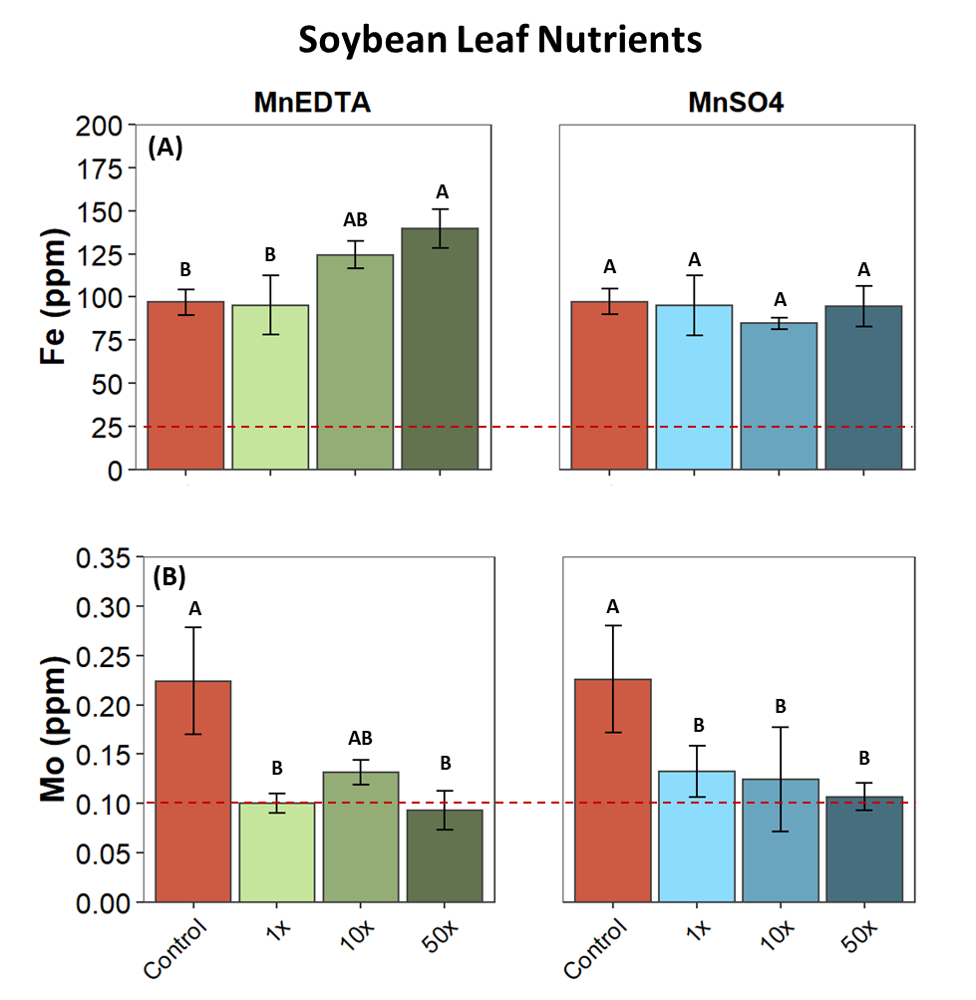 Soybean Leaf Nutrients
MnEDTA
MnSO4
Fe (ppm)
200
175
150
125
100
75
50
25
0
(A)
B
B
AB
A
A
A
A
A
Mo (ppm)
0.35
0.30
0.25
0.20
0.15
0.10
0.05
0.00
(B)
A
B
AB
B
A
B
B
B
Control
1x
10x
50x
Control
1x
10x
50x